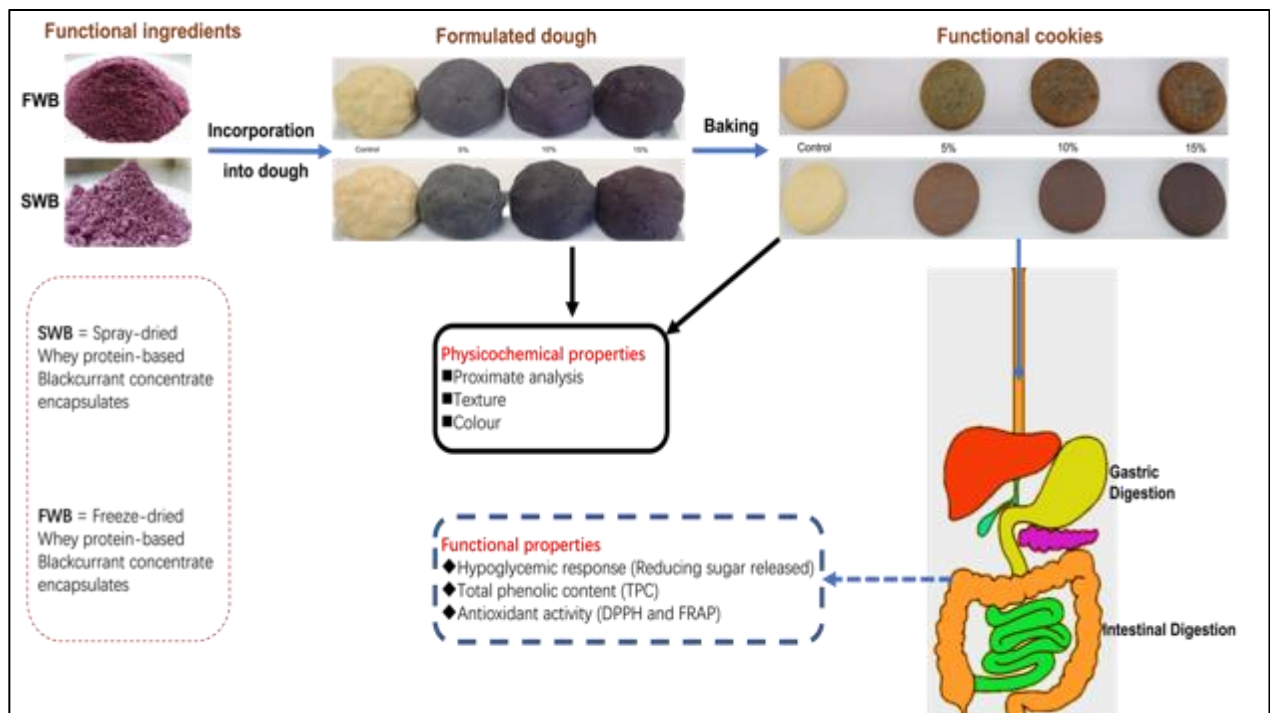 Functional ingredients
Formulated dough
Functional cookies
FWB
SWB
Incorporation
into dough
Baking
Control 5% 10% 15%
Control 5% 10% 15%
SWB = Spray-dried
Whey protein-based
Blackcurrant concentrate
encapsulates
FWB = Freeze-dried
Whey protein-based
Blackcurrant concentrate
encapsulates
Physicochemical properties
■Proximate analysis
■Texture
■Colour
Functional properties
◆Hypoglycemic response (Reducing sugar released)
◆Total phenolic content (TPC)
◆Antioxidant activity (DPPH and FRAP)
Gastric
Digestion
Intestinal Digestion